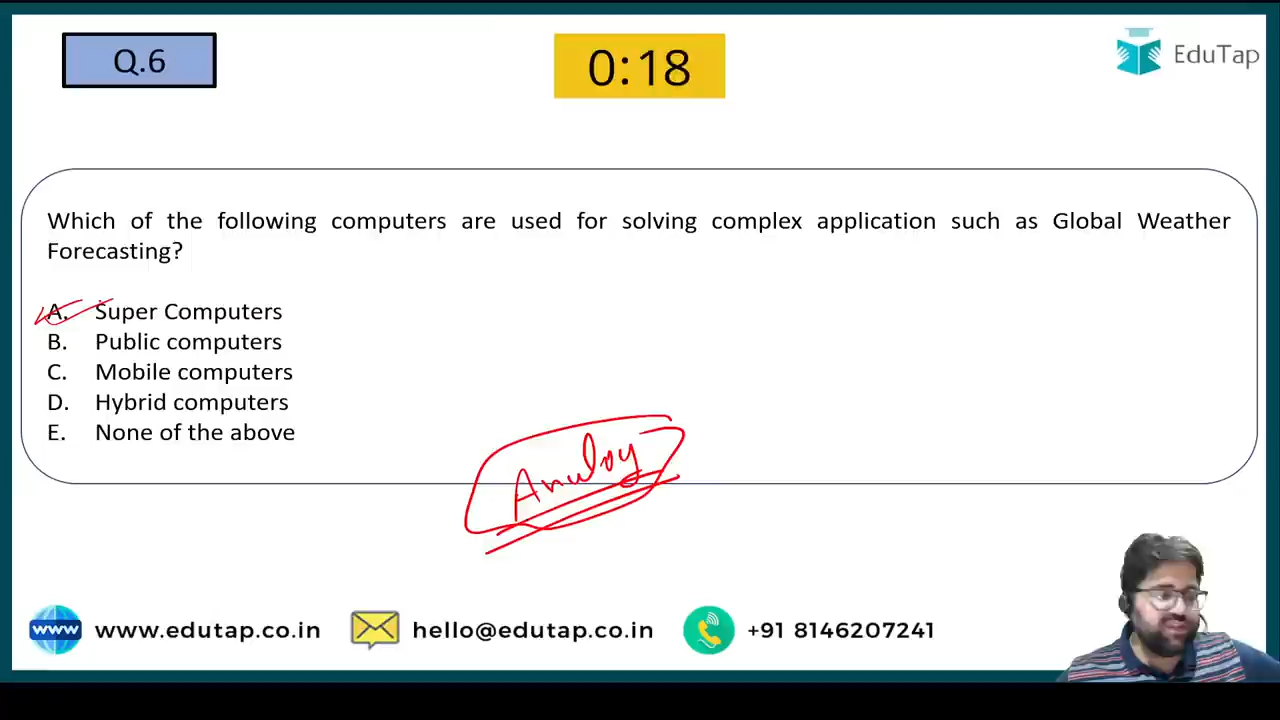 Q.6
0:18
EduTap
Which of the following computers are used for solving complex application such as Global Weather
Forecasting?
A. Super Computers
B. Public computers
C. Mobile computers
D. Hybrid computers
E. None of the above
www
www.edutap.co.in
hello@edutap.co.in
+91 8146207241